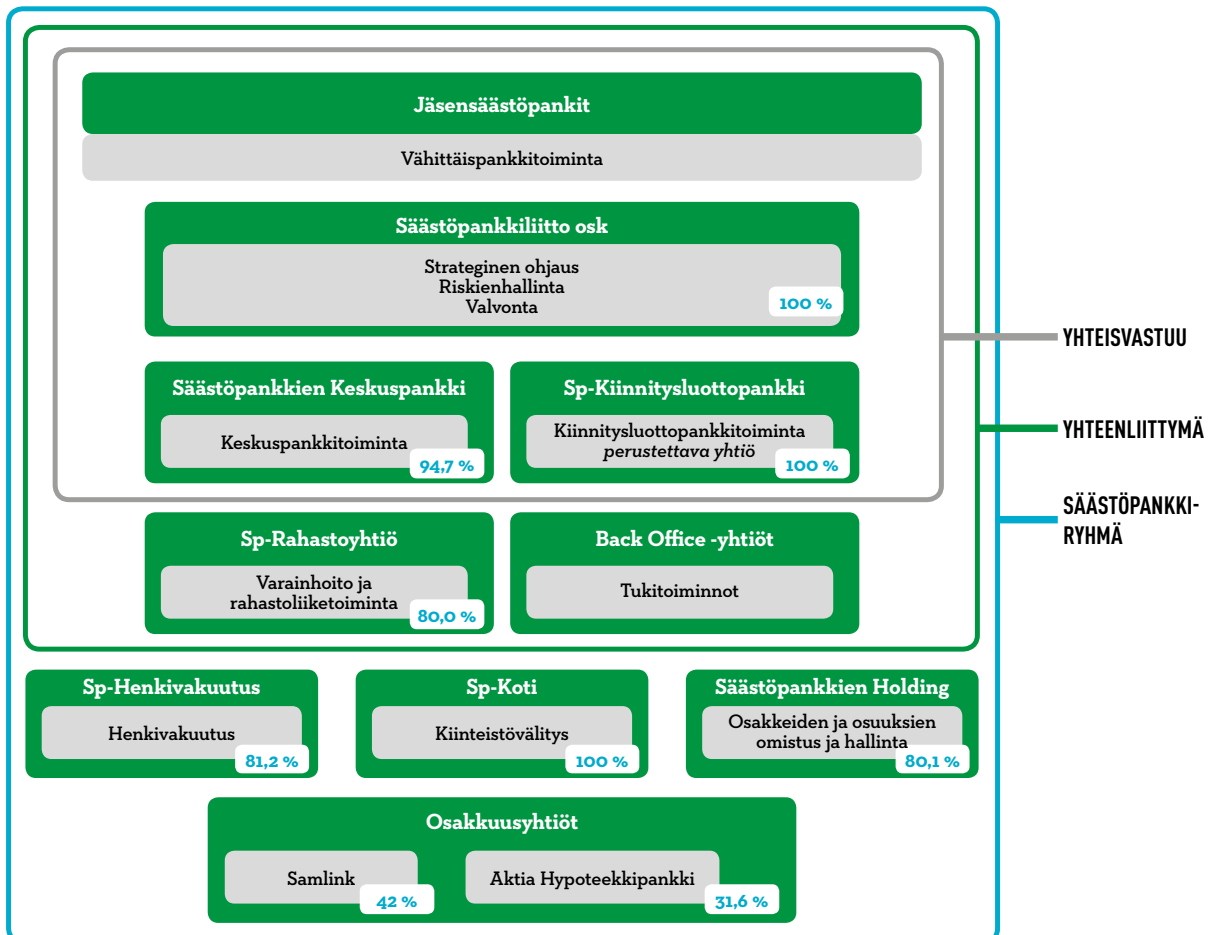 Jäsensäästöpankit
Vähittäispankkitoiminta
Säästöpankkiliitto osk
Strateginen ohjaus
Riskienhallinta
Valvonta
100 %
Säästöpankkien Keskuspankki
Keskuspankkitoiminta
94,7 %
Sp-Kiinnitysluottopankki
Kiinnitysluottopankkitoiminta
perustettava yhtiö
100 %
Sp-Rahastoyhtiö
Varainhoito ja
rahastoliiketoiminta
80,0 %
Back Office -yhtiöt
Tukitoiminnot
Sp-Henkivakuutus
Henkivakuutus
81,2 %
Sp-Koti
Kiinteistövälitys
100 %
Säästöpankkien Holding
Osakkeiden ja osuuksien
omistus ja hallinta
80,1 %
Osakkuusyhtiöt
Samlink
42 %
Aktia Hypoteekkipankki
31,6 %
YHTEISVASTUU
YHTEENLIITTYMÄ
SÄÄSTÖPANKKI-
RYHMÄ